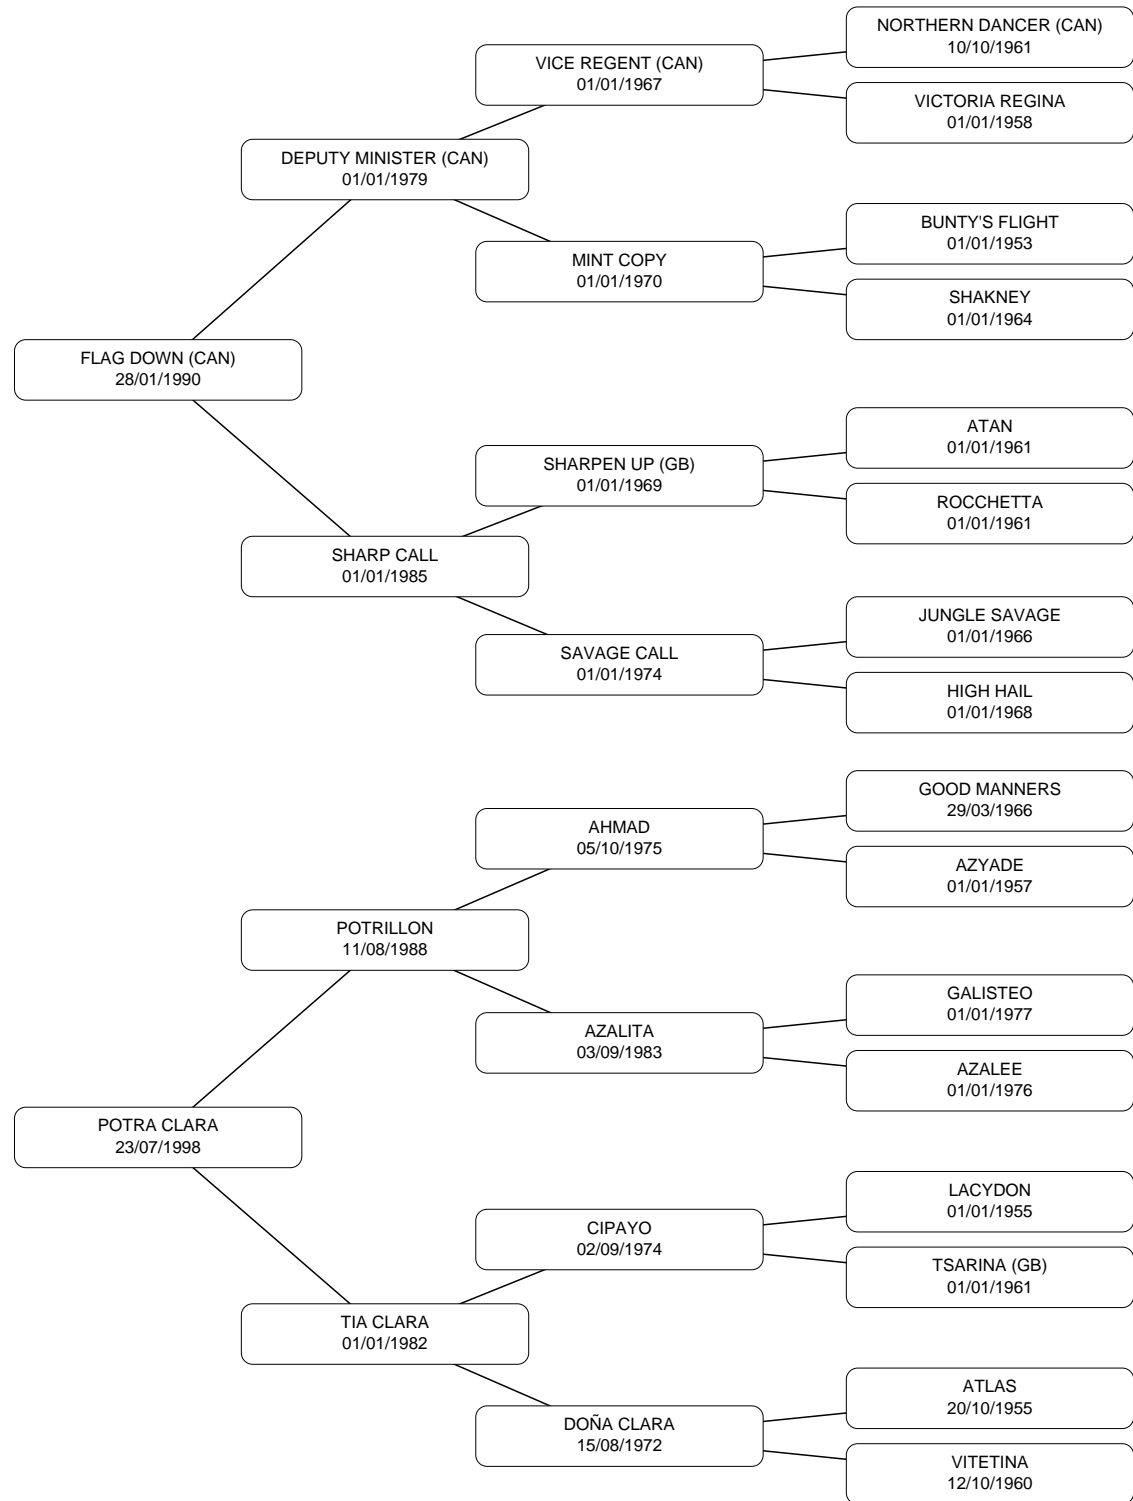 NORTHERN DANCER (CAN)
10/10/1961
VICE REGENT (CAN)
01/01/1967
VICTORIA REGINA
01/01/1958
DEPUTY MINISTER (CAN)
01/01/1979
BUNTY'S FLIGHT
01/01/1953
MINT COPY
01/01/1970
SHAKNEY
01/01/1964
FLAG DOWN (CAN)
28/01/1990
ATAN
01/01/1961
SHARPEN UP (GB)
01/01/1969
ROCCHETTA
01/01/1961
SHARP CALL
01/01/1985
JUNGLE SAVAGE
01/01/1966
SAVAGE CALL
01/01/1974
HIGH HAIL
01/01/1968
GOOD MANNERS
29/03/1966
AHMAD
05/10/1975
AZYADE
01/01/1957
POTRILLON
11/08/1988
GALISTEO
01/01/1977
AZALITA
03/09/1983
AZALEE
01/01/1976
POTRA CLARA
23/07/1998
LACYDON
01/01/1955
CIPAYO
02/09/1974
TSARINA (GB)
01/01/1961
TIA CLARA
01/01/1982
ATLAS
20/10/1955
DOÑA CLARA
15/08/1972
VITETINA
12/10/1960